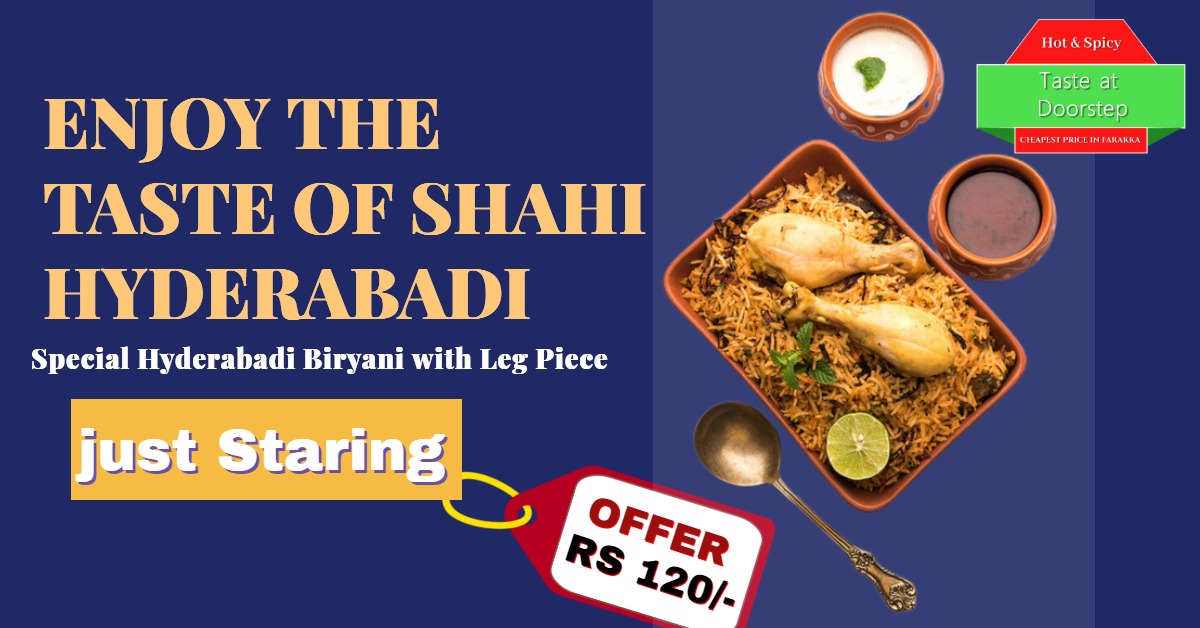 ENJOY THE
TASTE OF SHAHI
HYDERABADI
Special Hyderabadi Biryani with Leg Piece
just Staring
OFFER
RS 120/-
Hot & Spicy
Taste at
Doorstep
CHEAPEST PRICE IN FARAKKA